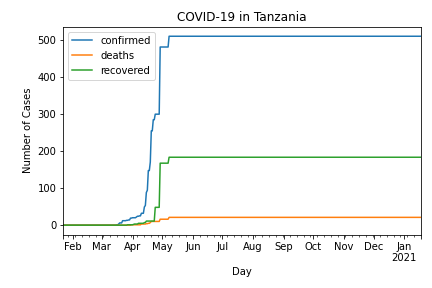 COVID-19 in Tanzania
confirmed
deaths
recovered
Number of Cases
500
400
300
200
100
0
Feb Mar Apr May Jun Jul Aug Sep Oct Nov Dec Jan
2021
Day